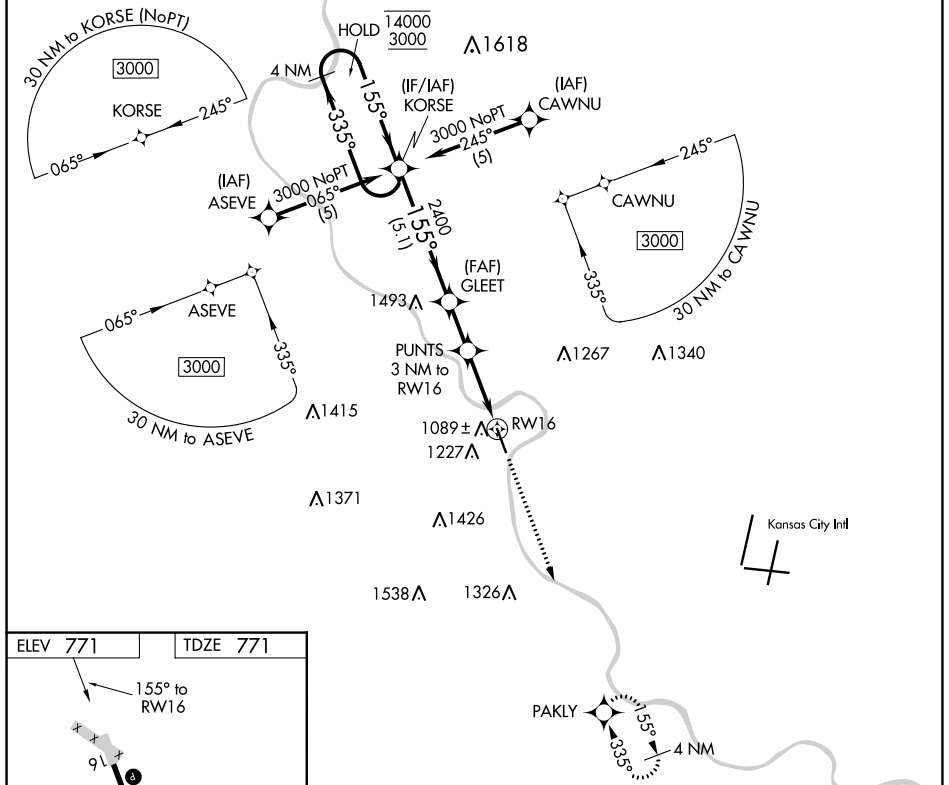 30 NM to KORSE (NoPT)
3000
KORSE
065°
245°
HOLD
14000
3000
1618
4 NM
155°
335°
(IF/IAF)
KORSE
(IAF)
CAWNU
3000 NoPT
245°
(5)
(IAF)
ASEVE
3000 NoPT
065°
(5)
2400
155°
(5.1)
245°
CAWNU
3000
335°
30 NM to CAWNU
065°
ASEVE
3000
335°
30 NM to ASEVE
(FAF)
GLEET
1493
PUNTS
3 NM to
RW16
1267
1340
1415
1089±
RW16
1227
1371
1426
Kansas City Intl
1538
1326
ELEV 771
TDZE 771
155° to
RW16
x x x
16
P
PAKLY
155°
335°
4 NM